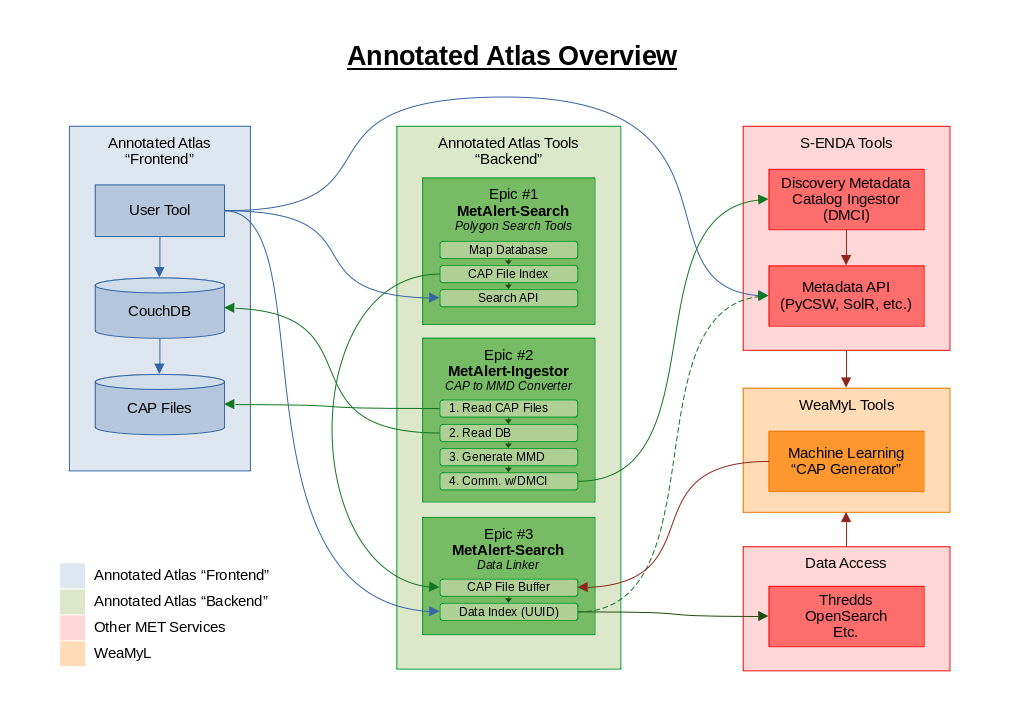 Annotated Atlas Overview
Annotated Atlas
“Frontend”
User Tool
CouchDB
CAP Files
Annotated Atlas Tools
“Backend”
Epic #1
MetAlert-Search
Polygon Search Tools
Map Database
CAP File Index
Search API
Epic #2
MetAlert-Ingestor
CAP to MMD Converter
1. Read CAP Files
2. Read DB
3. Generate MMD
4. Comm. w/DMCI
Epic #3
MetAlert-Search
Data Linker
CAP File Buffer
Data Index (UUID)
S-ENDA Tools
Discovery Metadata
Catalog Ingestor
(DMCI)
Metadata API
(PyCSW, SolR, etc.)
WeaMyL Tools
Machine Learning
“CAP Generator”
Data Access
Thredds
OpenSearch
Etc.
Annotated Atlas “Frontend”
Annotated Atlas “Backend”
Other MET Services
WeaMyL